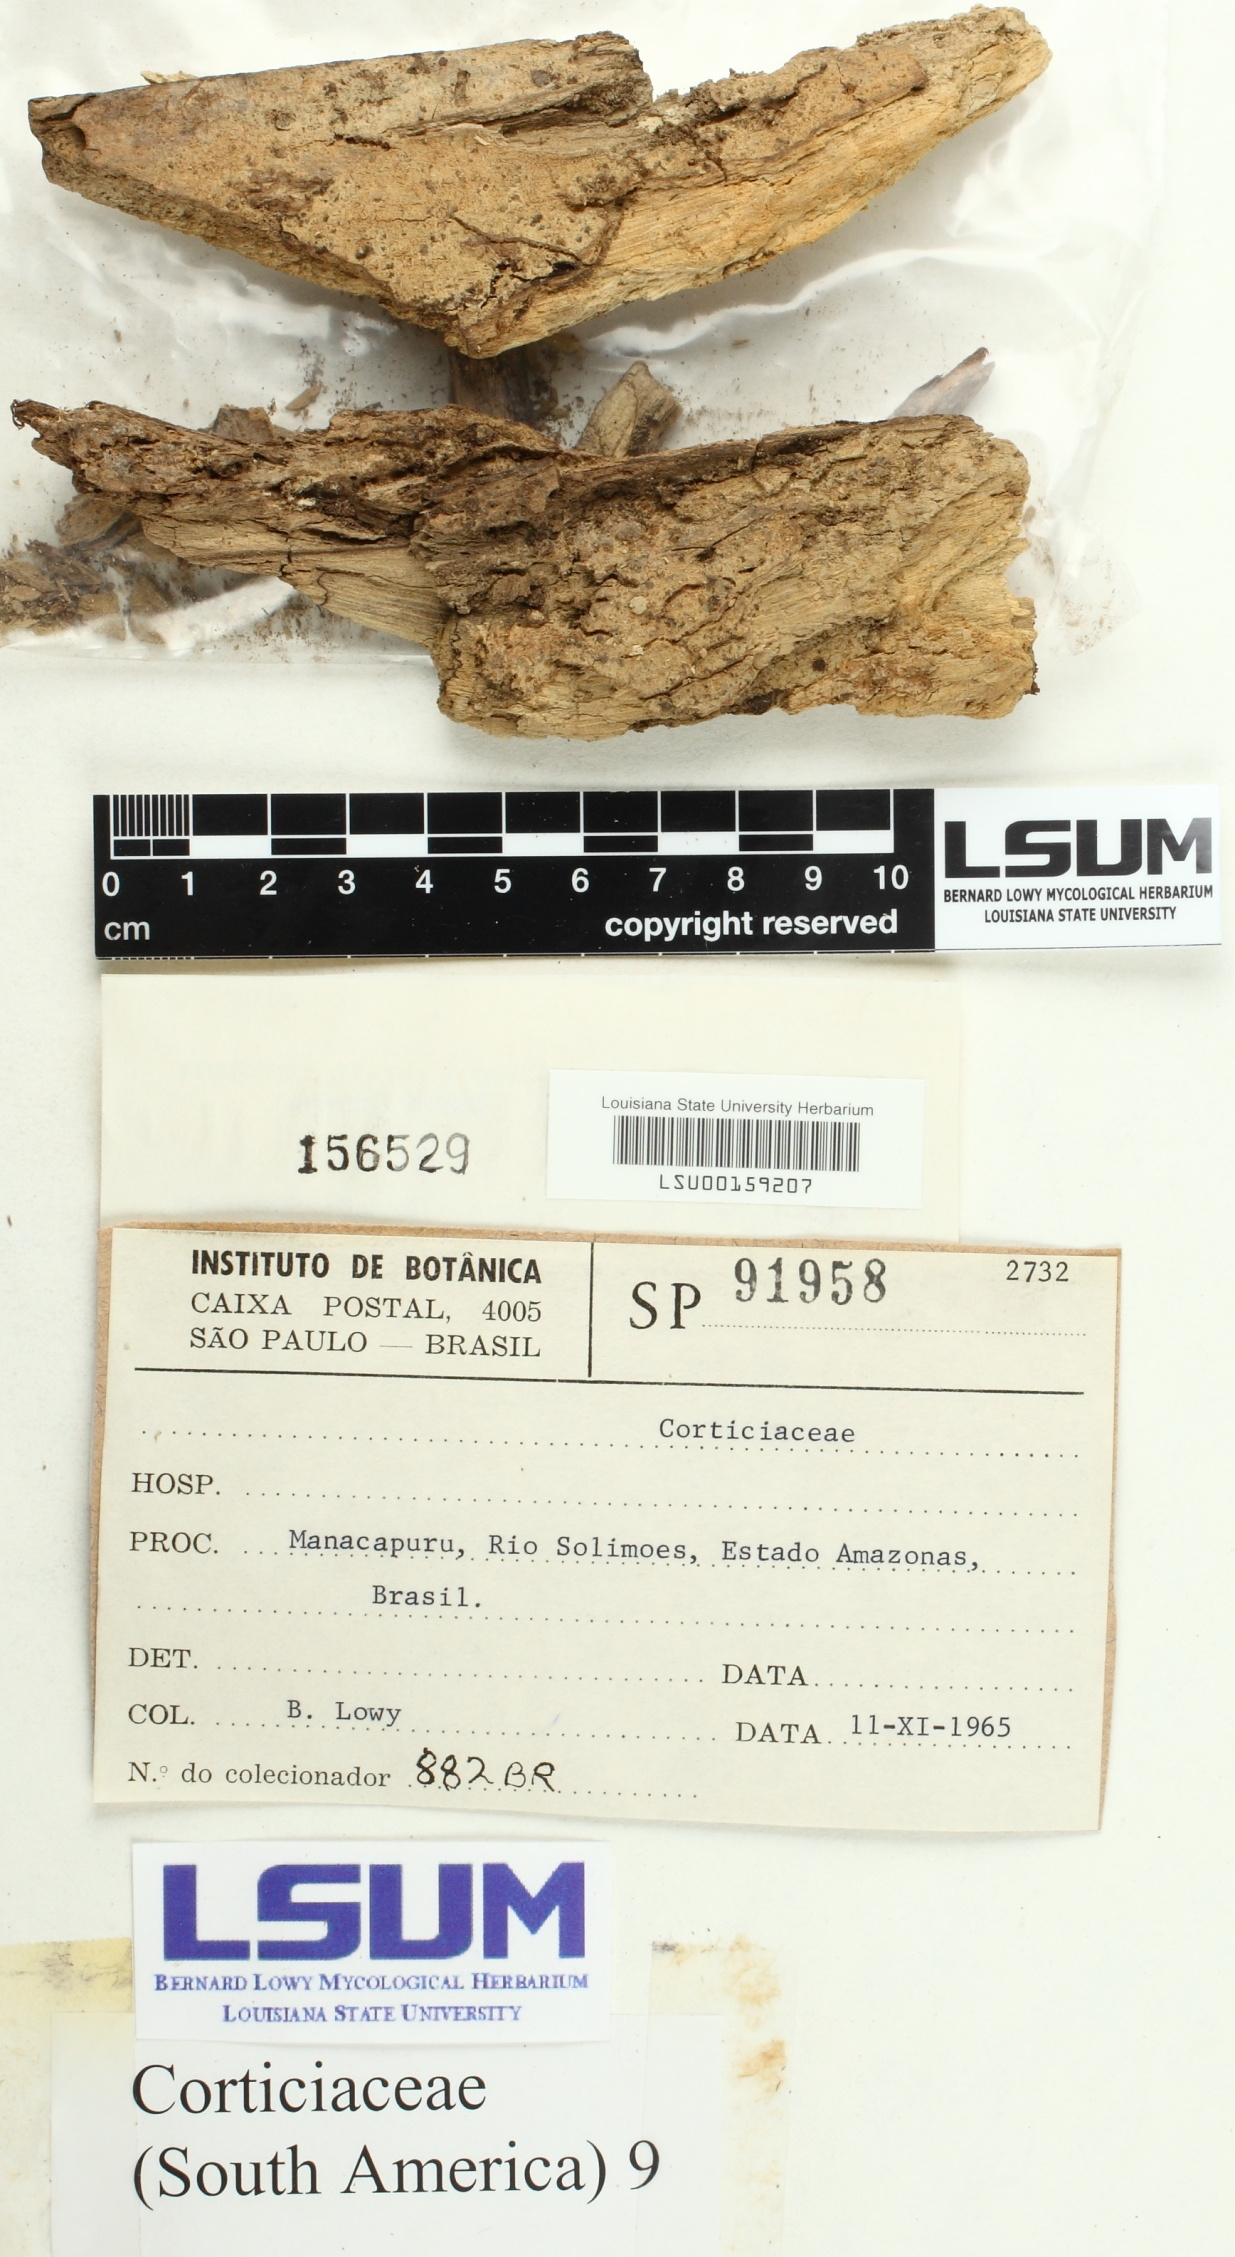 0 1 2 3 4 5 6 7 8 9 10
cm
copyright reserved
LSUM
BERNARD LOWY MYCOLOGICAL HERBARIUM
LOUISIANA STATE UNIVERSITY
156529
Louisiana State University Herbarium
LSU00159207
INSTITUTO DE BOTÂNICA
CAIXA POSTAL, 4005
SÃO PAULO — BRASIL
SP 91958
2732
Corticiaceae
HOSP.
PROC. Manacapuru, Rio Solimoes, Estado Amazonas,
Brasil.
DET. DATA
COL. B. Lowy DATA 11-XI-1965
N.º do colecionador 882 BR
LSUM
BERNARD LOWY MYCOLOGICAL HERBARIUM
LOUISIANA STATE UNIVERSITY
Corticiaceae
(South America) 9